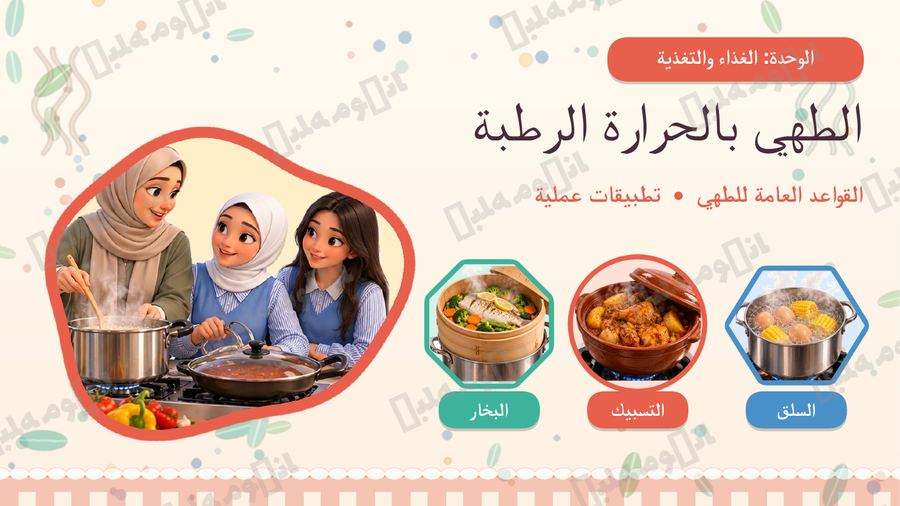 الوحدة: الغذاء والتغذية
الطهي بالحرارة الرطبة
القواعد العامة للطهي • تطبيقات عملية
السلق
التسبيك
البخار